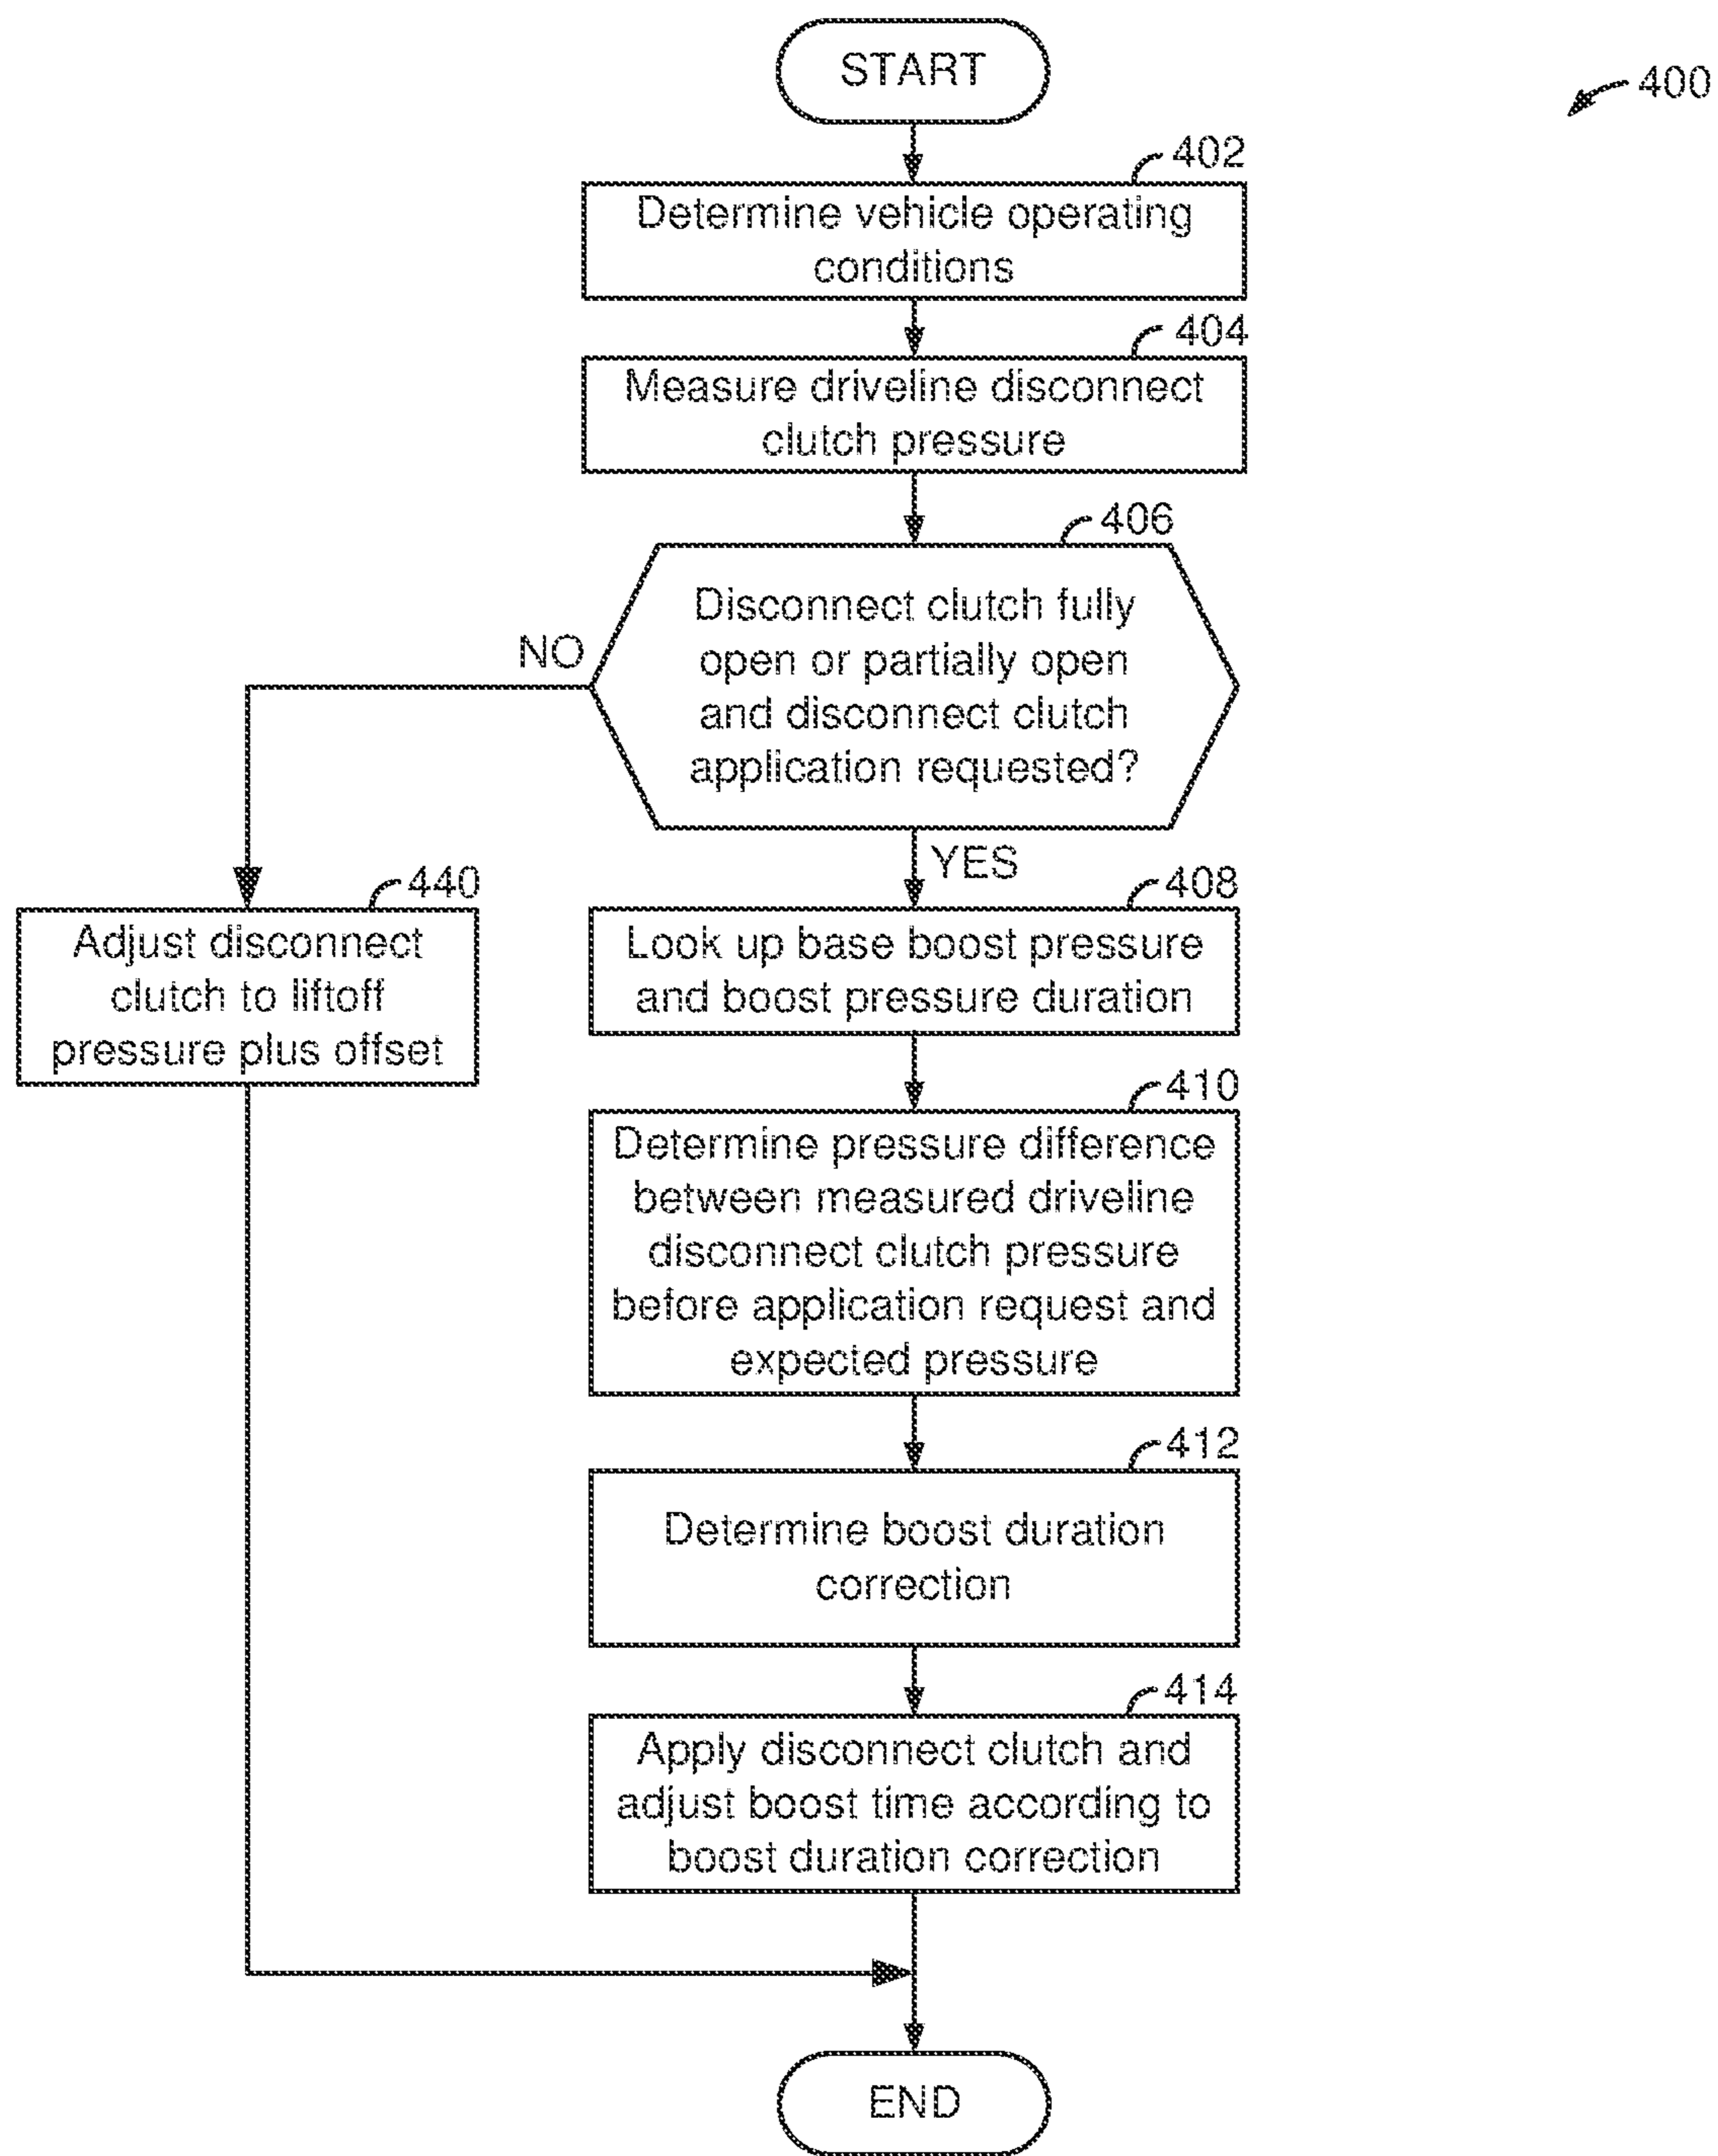 START
400
402
Determine vehicle operating
conditions
404
Measure driveline disconnect
clutch pressure
406
Disconnect clutch fully
open or partially open
and disconnect clutch
application requested?
NO
YES
440
Adjust disconnect
clutch to liftoff
pressure plus offset
408
Look up base boost pressure
and boost pressure duration
410
Determine pressure difference
between measured driveline
disconnect clutch pressure
before application request and
expected pressure
412
Determine boost duration
correction
414
Apply disconnect clutch and
adjust boost time according to
boost duration correction
END